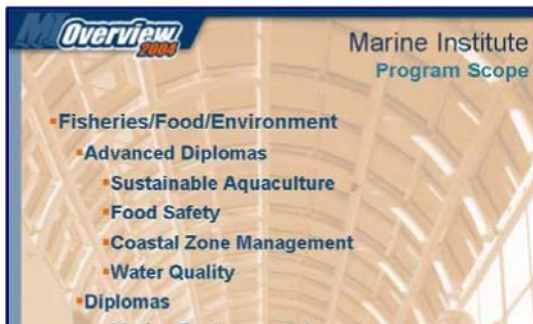 MI Overview
2004
Marine Institute
Program Scope
Fisheries/Food/Environment
Advanced Diplomas
Sustainable Aquaculture
Food Safety
Coastal Zone Management
Water Quality
Diplomas